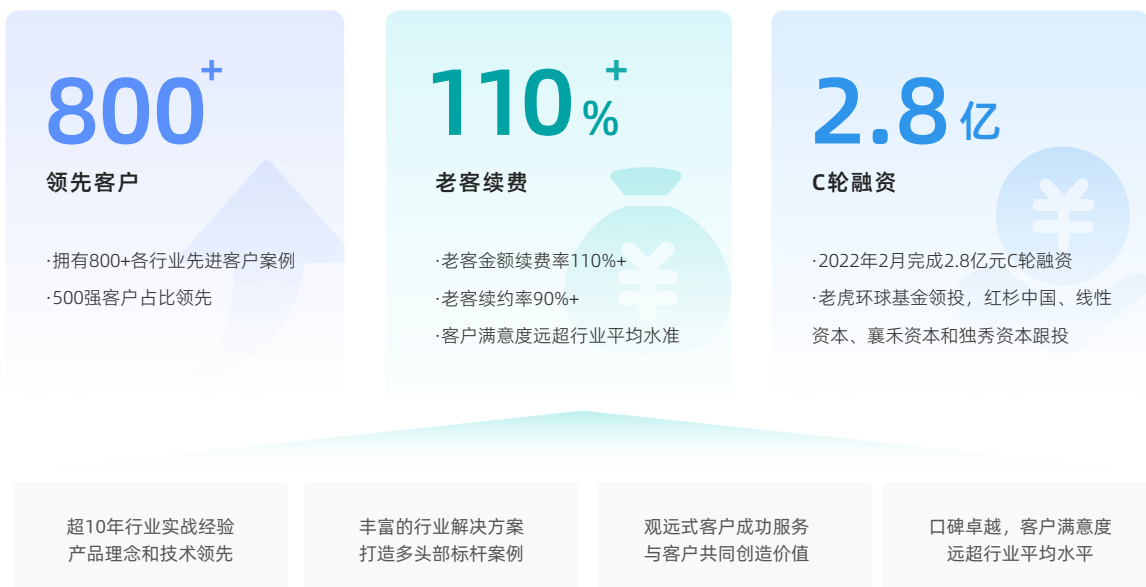 800+
领先客户
·拥有800+各行业先进客户案例
·500强客户占比领先
110%+
老客续费
·老客金额续费率110%+
·老客续约率90%+
·客户满意度远超行业平均水准
2.8亿
C轮融资
·2022年2月完成2.8亿元C轮融资
·老虎环球基金领投，红杉中国、线性
资本、襄禾资本和独秀资本跟投
超10年行业实战经验
产品理念和技术领先
丰富的行业解决方案
打造多头部标杆案例
观远式客户成功服务
与客户共同创造价值
口碑卓越，客户满意度
远超行业平均水平